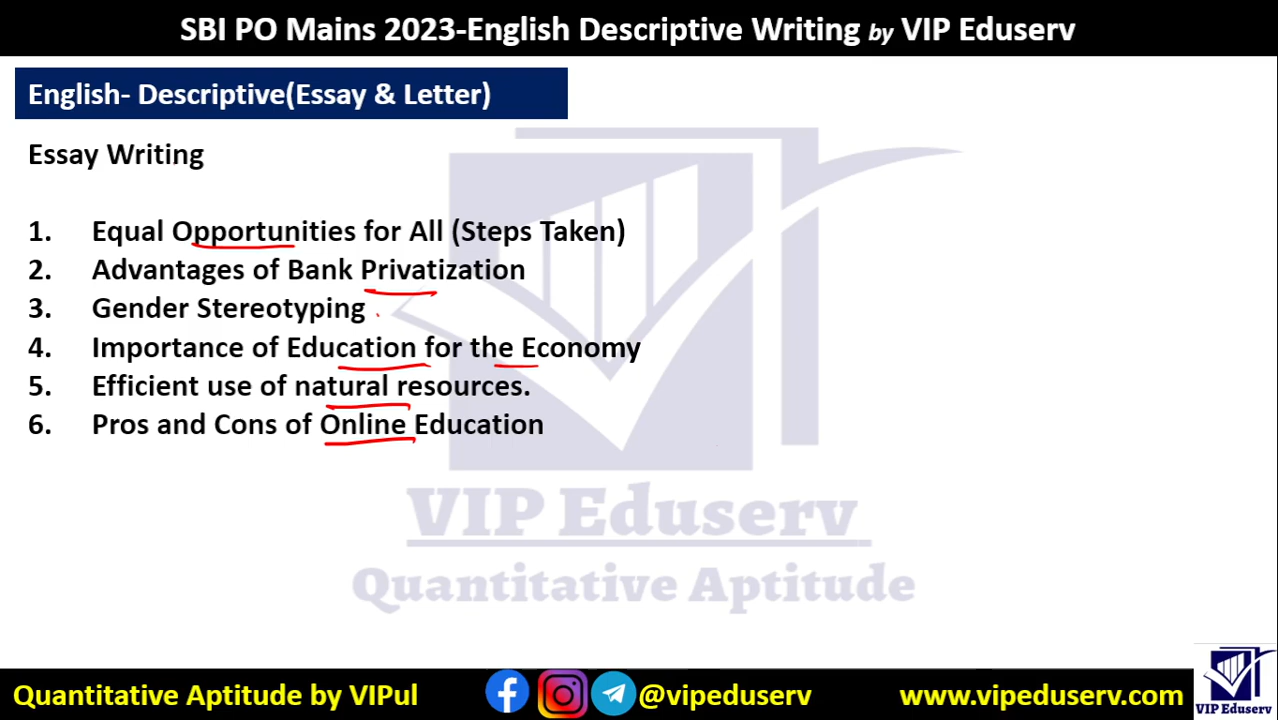 SBI PO Mains 2023-English Descriptive Writing by VIP Eduserv
English- Descriptive(Essay & Letter)
Essay Writing
1. Equal Opportunities for All (Steps Taken)
2. Advantages of Bank Privatization
3. Gender Stereotyping
4. Importance of Education for the Economy
5. Efficient use of natural resources.
6. Pros and Cons of Online Education
VIP Eduserv
Quantitative Aptitude
Quantitative Aptitude by VIPul
@vipeduserv
www.vipeduserv.com
VIP Eduserv